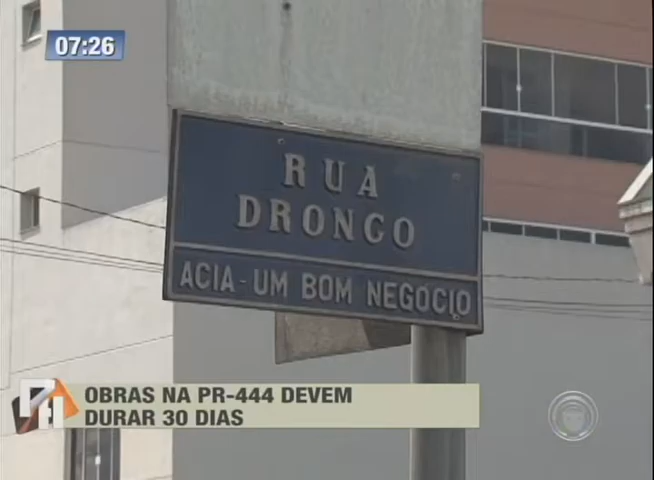 07:26
RUA
DRONGO
ACIA - UM BOM NEGÓCIO
OBRAS NA PR-444 DEVEM
DURAR 30 DIAS